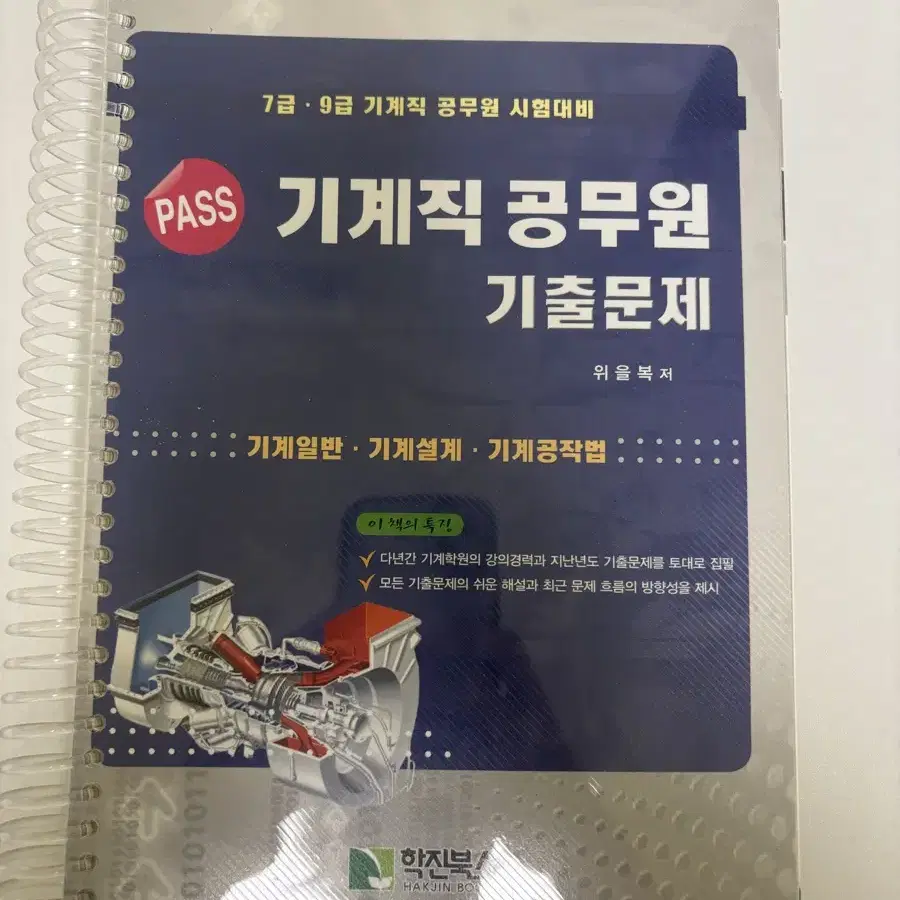 7급 · 9급 기계직 공무원 시험대비
PASS
기계직 공무원
기출문제
위을복 저
기계일반 · 기계설계 · 기계공작법
이 책의 특징
다년간 기계학원의 강의경력과 지난년도 기출문제를 토대로 집필
모든 기출문제의 쉬운 해설과 최근 문제 흐름의 방향성을 제시
학진북
HAKJIN